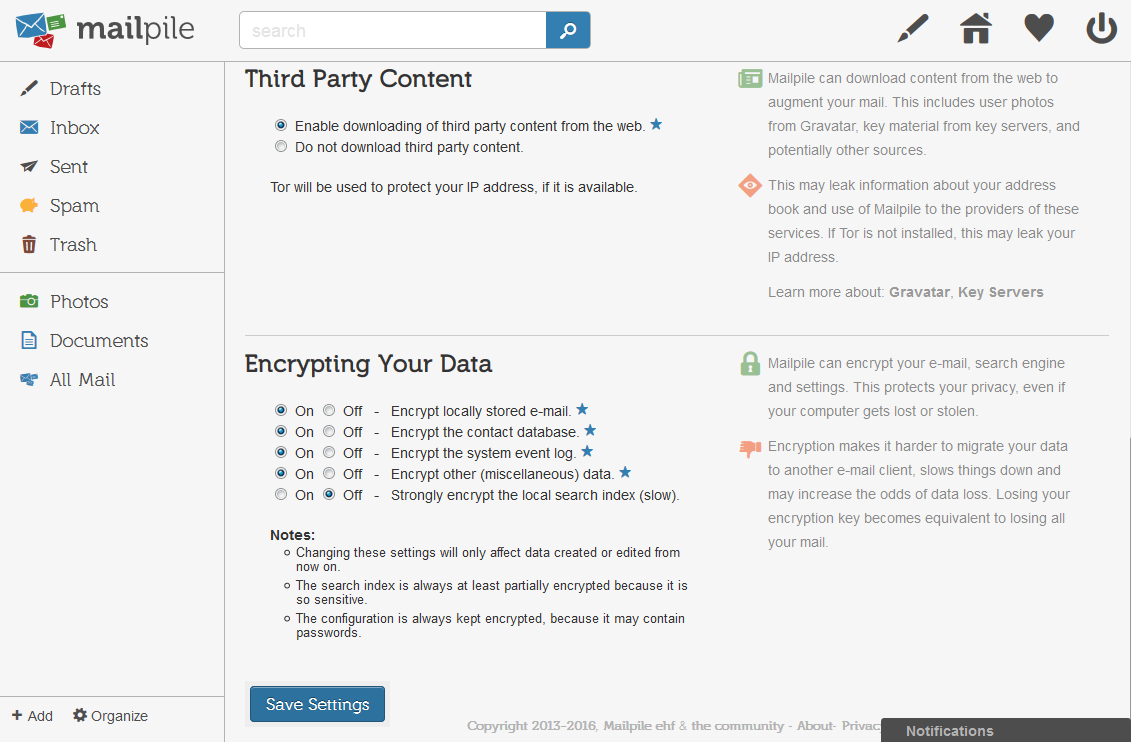 mailpile
search
Drafts
Inbox
Sent
Spam
Trash
Photos
Documents
All Mail
Add
Organize
Third Party Content
Enable downloading of third party content from the web.
Do not download third party content.
Tor will be used to protect your IP address, if it is available.
Mailpile can download content from the web to
augment your mail. This includes user photos
from Gravatar, key material from key servers, and
potentially other sources.
This may leak information about your address
book and use of Mailpile to the providers of these
services. If Tor is not installed, this may leak your
IP address.
Learn more about: Gravatar, Key Servers
Encrypting Your Data
On Off - Encrypt locally stored e-mail.
On Off - Encrypt the contact database.
On Off - Encrypt the system event log.
On Off - Encrypt other (miscellaneous) data.
On Off - Strongly encrypt the local search index (slow).
Notes:
Changing these settings will only affect data created or edited from
now on.
The search index is always at least partially encrypted because it is
so sensitive.
The configuration is always kept encrypted, because it may contain
passwords.
Mailpile can encrypt your e-mail, search engine
and settings. This protects your privacy, even if
your computer gets lost or stolen.
Encryption makes it harder to migrate your data
to another e-mail client, slows things down and
may increase the odds of data loss. Losing your
encryption key becomes equivalent to losing all
your mail.
Save Settings
Copyright 2013-2016, Mailpile ehf & the community - About- Privac
Notifications